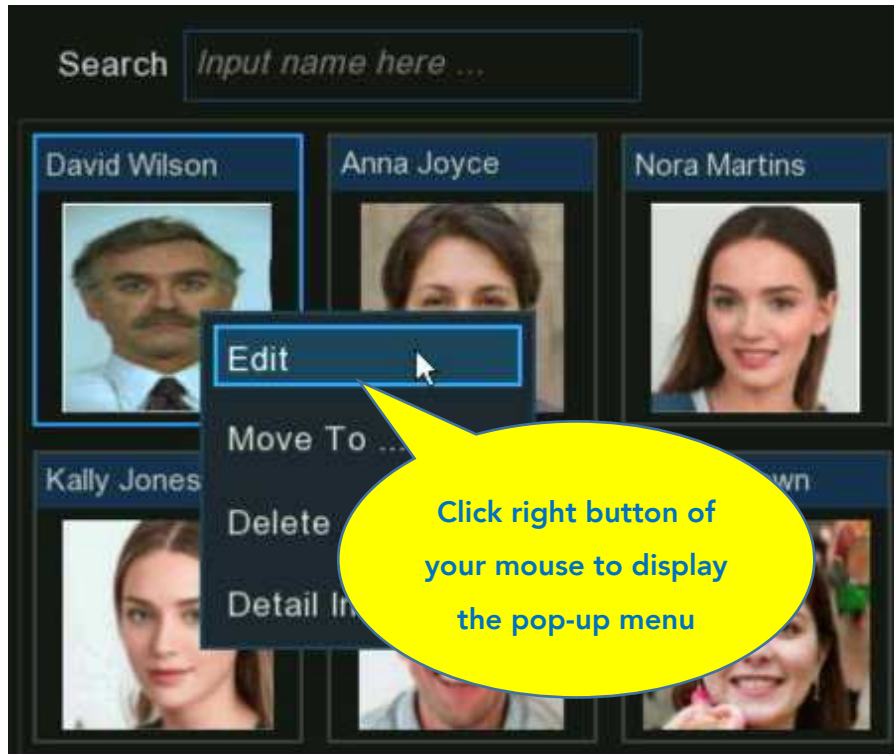 Search Input name here ...
David Wilson Anna Joyce Nora Martins
Edit
Move To ...
Kally Jones wn
Delete
Detail In
Click right button of
your mouse to display
the pop-up menu